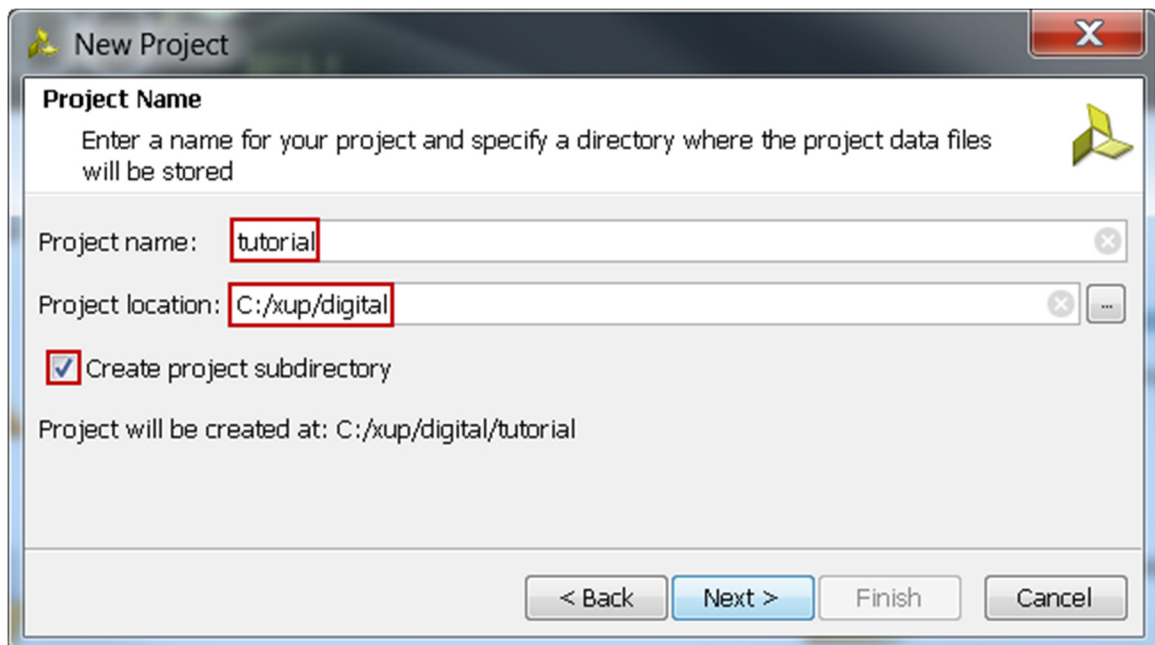 New Project
Project Name
Enter a name for your project and specify a directory where the project data files
will be stored
Project name: tutorial
Project location: C:/xup/digital ...
Create project subdirectory
Project will be created at: C:/xup/digital/tutorial
< Back Next > Finish Cancel